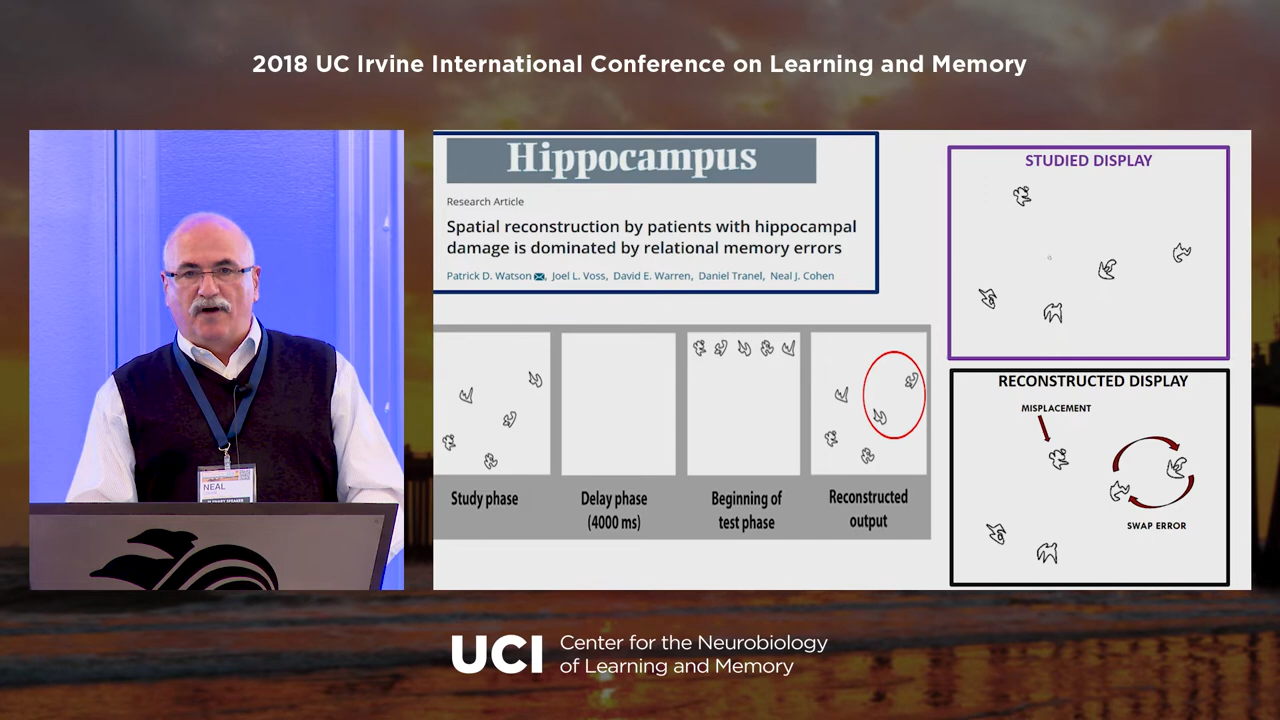 2018 UC Irvine International Conference on Learning and Memory
Hippocampus
Research Article
Spatial reconstruction by patients with hippocampal
damage is dominated by relational memory errors
Patrick D. Watson, Joel L. Voss, David E. Warren, Daniel Tranel, Neal J. Cohen
Study phase
Delay phase
(4000 ms)
Beginning of
test phase
Reconstructed
output
STUDIED DISPLAY
RECONSTRUCTED DISPLAY
MISPLACEMENT
SWAP ERROR
NEAL
UCI
Center for the Neurobiology
of Learning and Memory